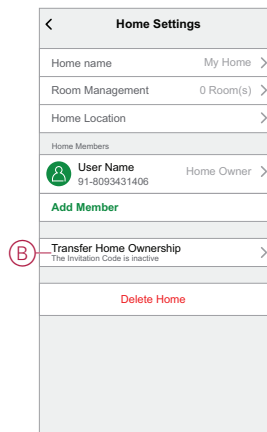 Home Settings
Home name My Home
Room Management 0 Room(s)
Home Location
Home Members
User Name Home Owner
91-8093431406
Add Member
B Transfer Home Ownership
The Invitation Code is inactive
Delete Home